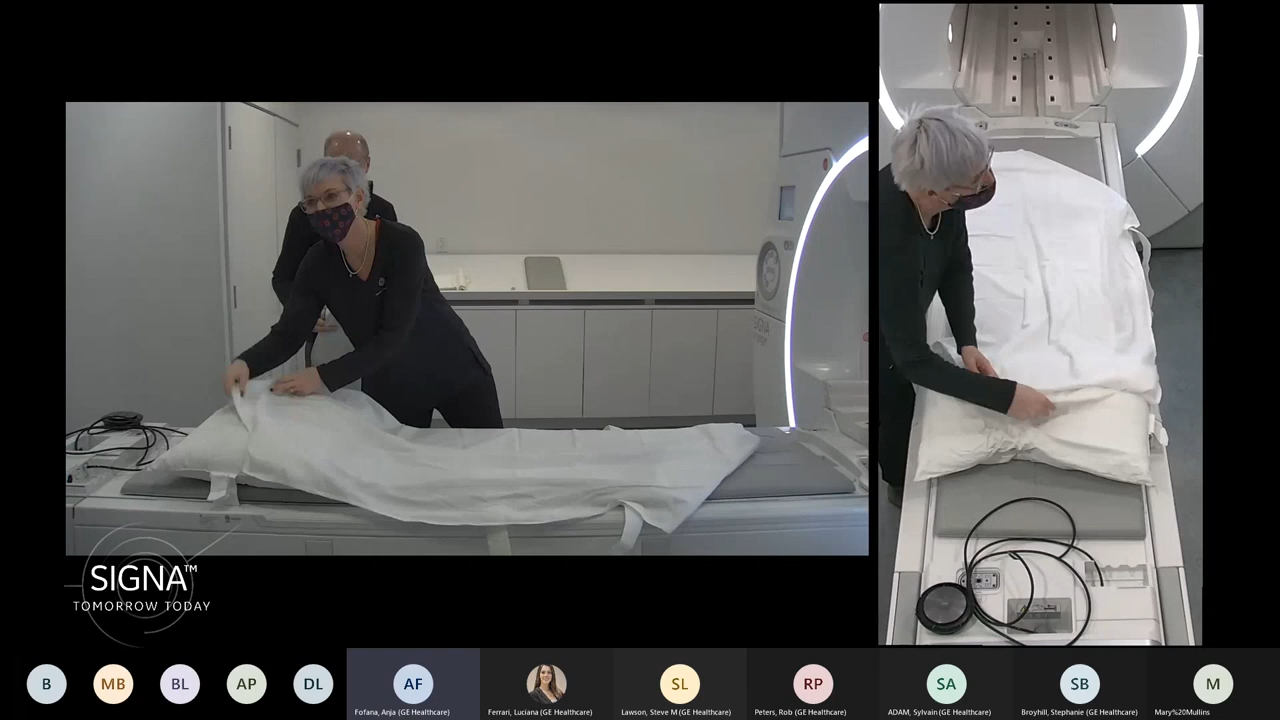 SIGNA
SIGNA™
TOMORROW TODAY
B
MB
BL
AP
DL
AF
SL
RP
SA
SB
M
Fofana, Anja (GE Healthcare)
Ferrari, Luciana (GE Healthcare)
Lawson, Steve M (GE Healthcare)
Peters, Rob (GE Healthcare)
ADAM, Sylvain (GE Healthcare)
Broyhill, Stephanie (GE Healthcare)
Mary%20Mullins